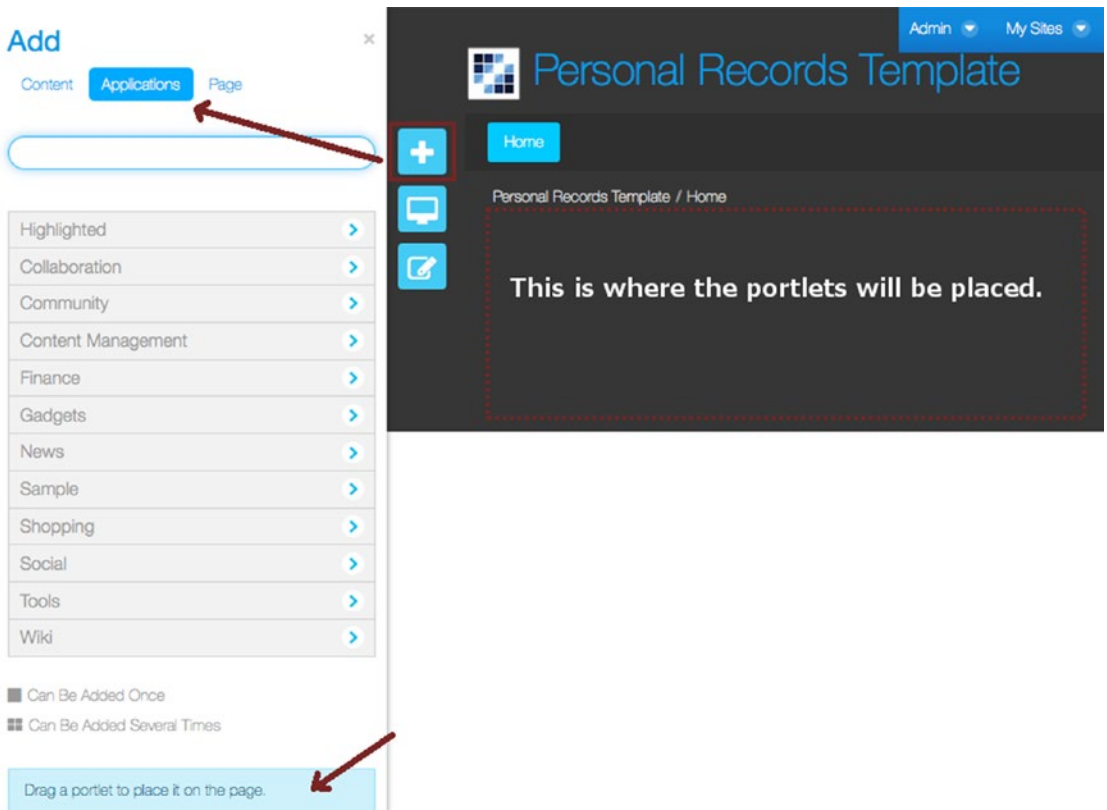 Add
×
Content Applications Page
Highlighted
Collaboration
Community
Content Management
Finance
Gadgets
News
Sample
Shopping
Social
Tools
Wiki
Can Be Added Once
Can Be Added Several Times
Drag a portlet to place it on the page.
Admin My Sites
Personal Records Template
Home
Personal Records Template / Home
This is where the portlets will be placed.